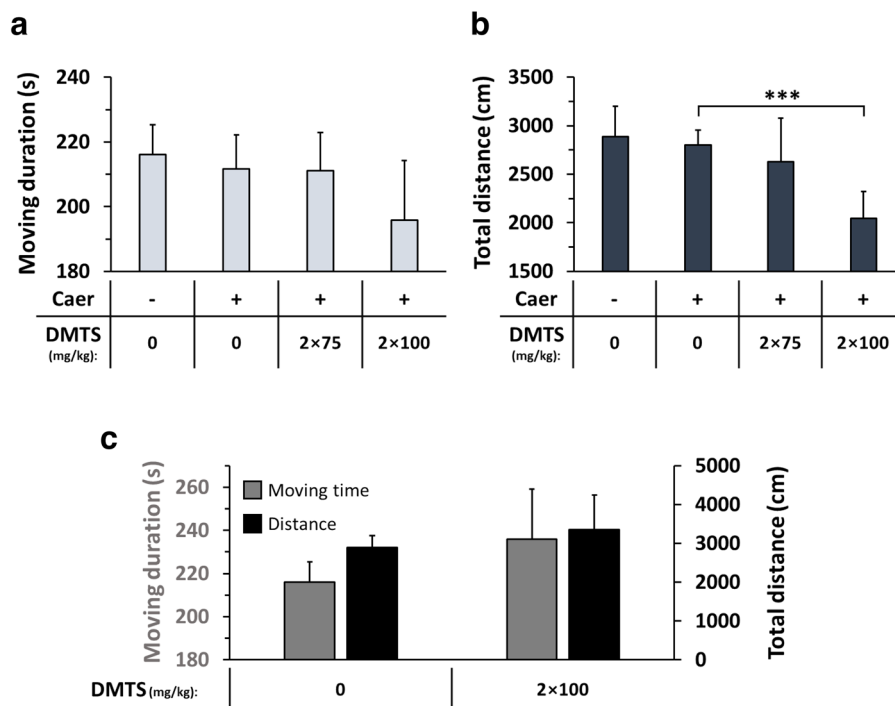 a
Moving duration (s)
240
220
200
180
Caer - + + +
DMTS (mg/kg): 0 0 2×75 2×100
b
Total distance (cm)
3500
3000
2500
2000
1500
***
Caer - + + +
DMTS (mg/kg): 0 0 2×75 2×100
c
Moving duration (s)
260
240
220
200
180
Moving time
Distance
5000
4000
3000
2000
1000
0
Total distance (cm)
DMTS (mg/kg): 0 2×100